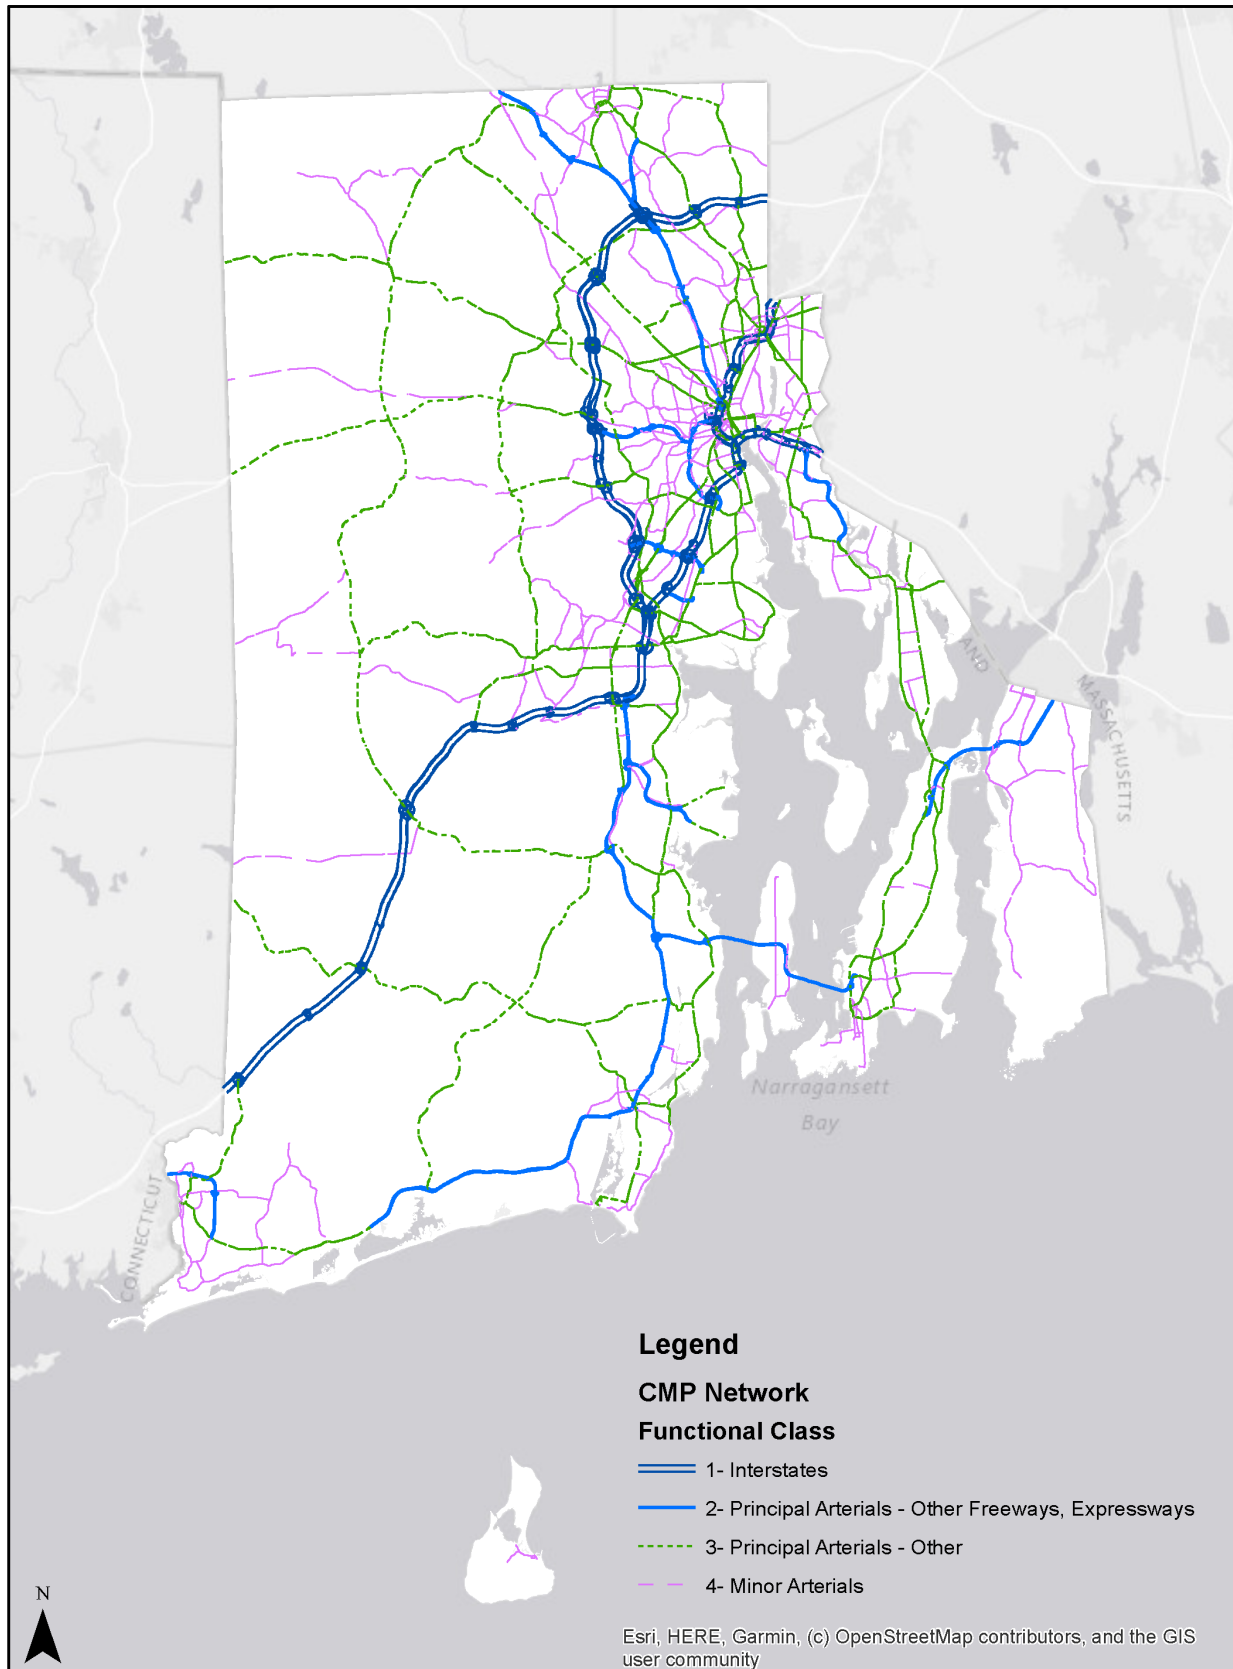 AND
MASSACHUSETTS
Narragansett
Bay
CONNECTICUT
Legend
CMP Network
Functional Class
1- Interstates
2- Principal Arterials - Other Freeways, Expressways
3- Principal Arterials - Other
4- Minor Arterials
N
Esri, HERE, Garmin, (c) OpenStreetMap contributors, and the GIS
user community